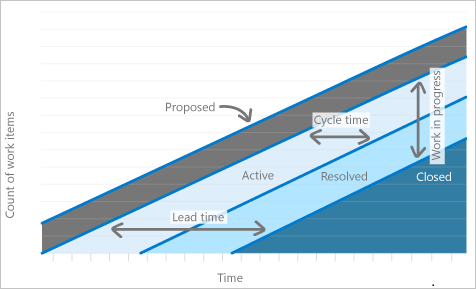 Proposed
Cycle time
Work in progress
Active
Resolved
Closed
Lead time
Count of work items
Time